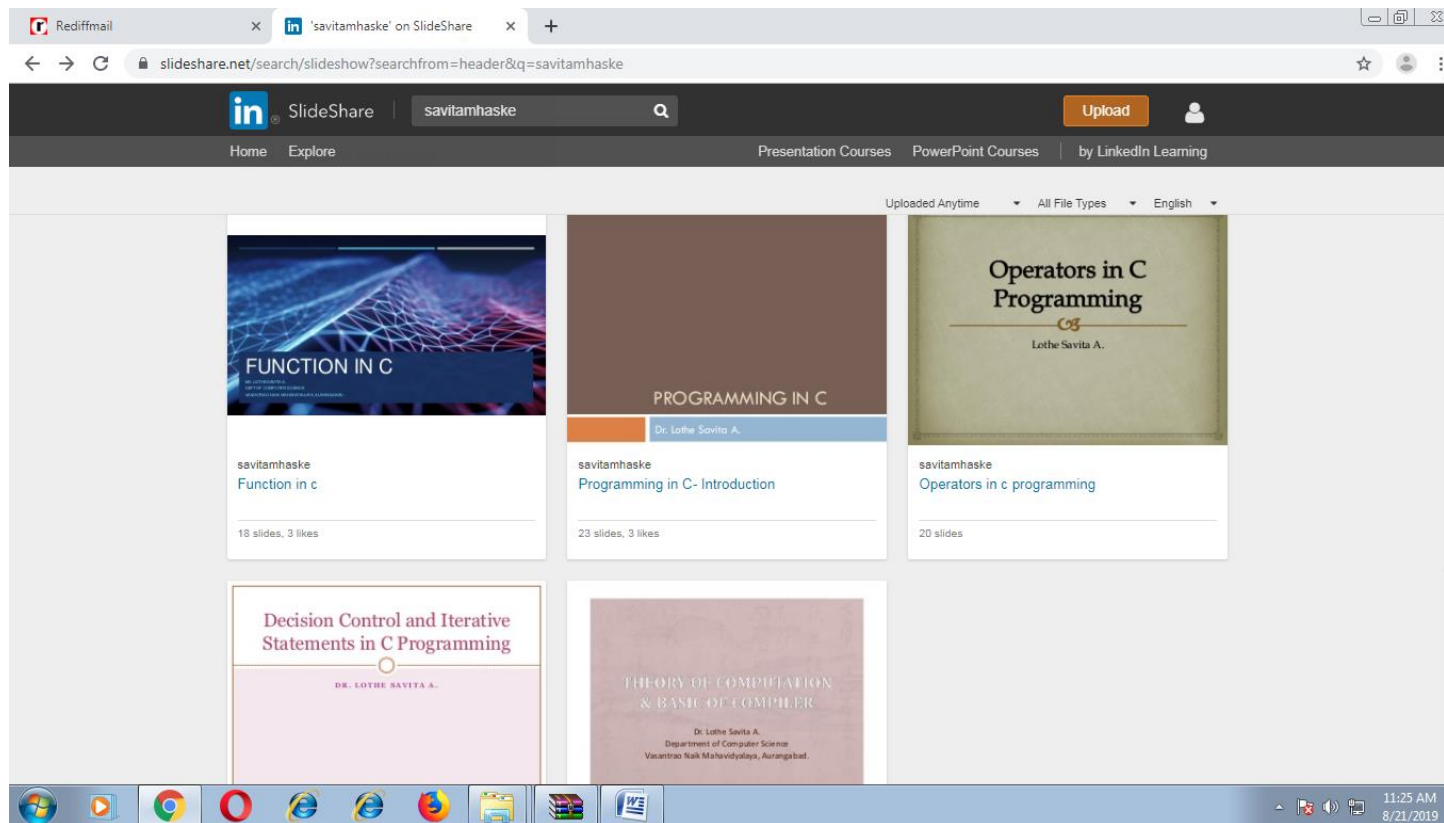 Rediffmail
'savitamhaske' on SlideShare
slideshare.net/search/slideshow?searchfrom=header&q=savitamhaske
in SlideShare savitamhaske Upload
Home Explore Presentation Courses PowerPoint Courses by LinkedIn Learning
Uploaded Anytime All File Types English
FUNCTION IN C
savitamhaske
Function in c
18 slides, 3 likes
PROGRAMMING IN C
Dr. Lothe Savita A.
savitamhaske
Programming in C- Introduction
23 slides, 3 likes
Operators in C
Programming
Lothe Savita A.
savitamhaske
Operators in c programming
20 slides
Decision Control and Iterative
Statements in C Programming
DR. LOTHE SAVITA A.
THEORY OF COMPUTATION
& BASIC OF COMPILER
Dr. Lothe Savita A.
Department of Computer Science
Vasantrao Naik Mahavidyalaya, Aurangabad.
11:25 AM
8/21/2019